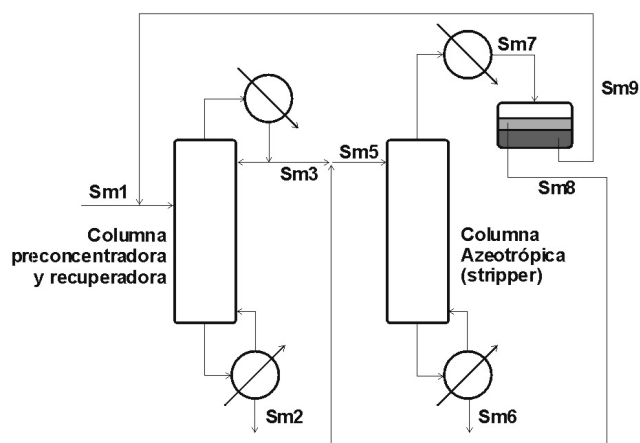 Sm7
Sm9
Sm1
Sm3
Sm5
Sm8
Columna
preconcentradora
y recuperadora
Columna
Azeotrópica
(stripper)
Sm2
Sm6